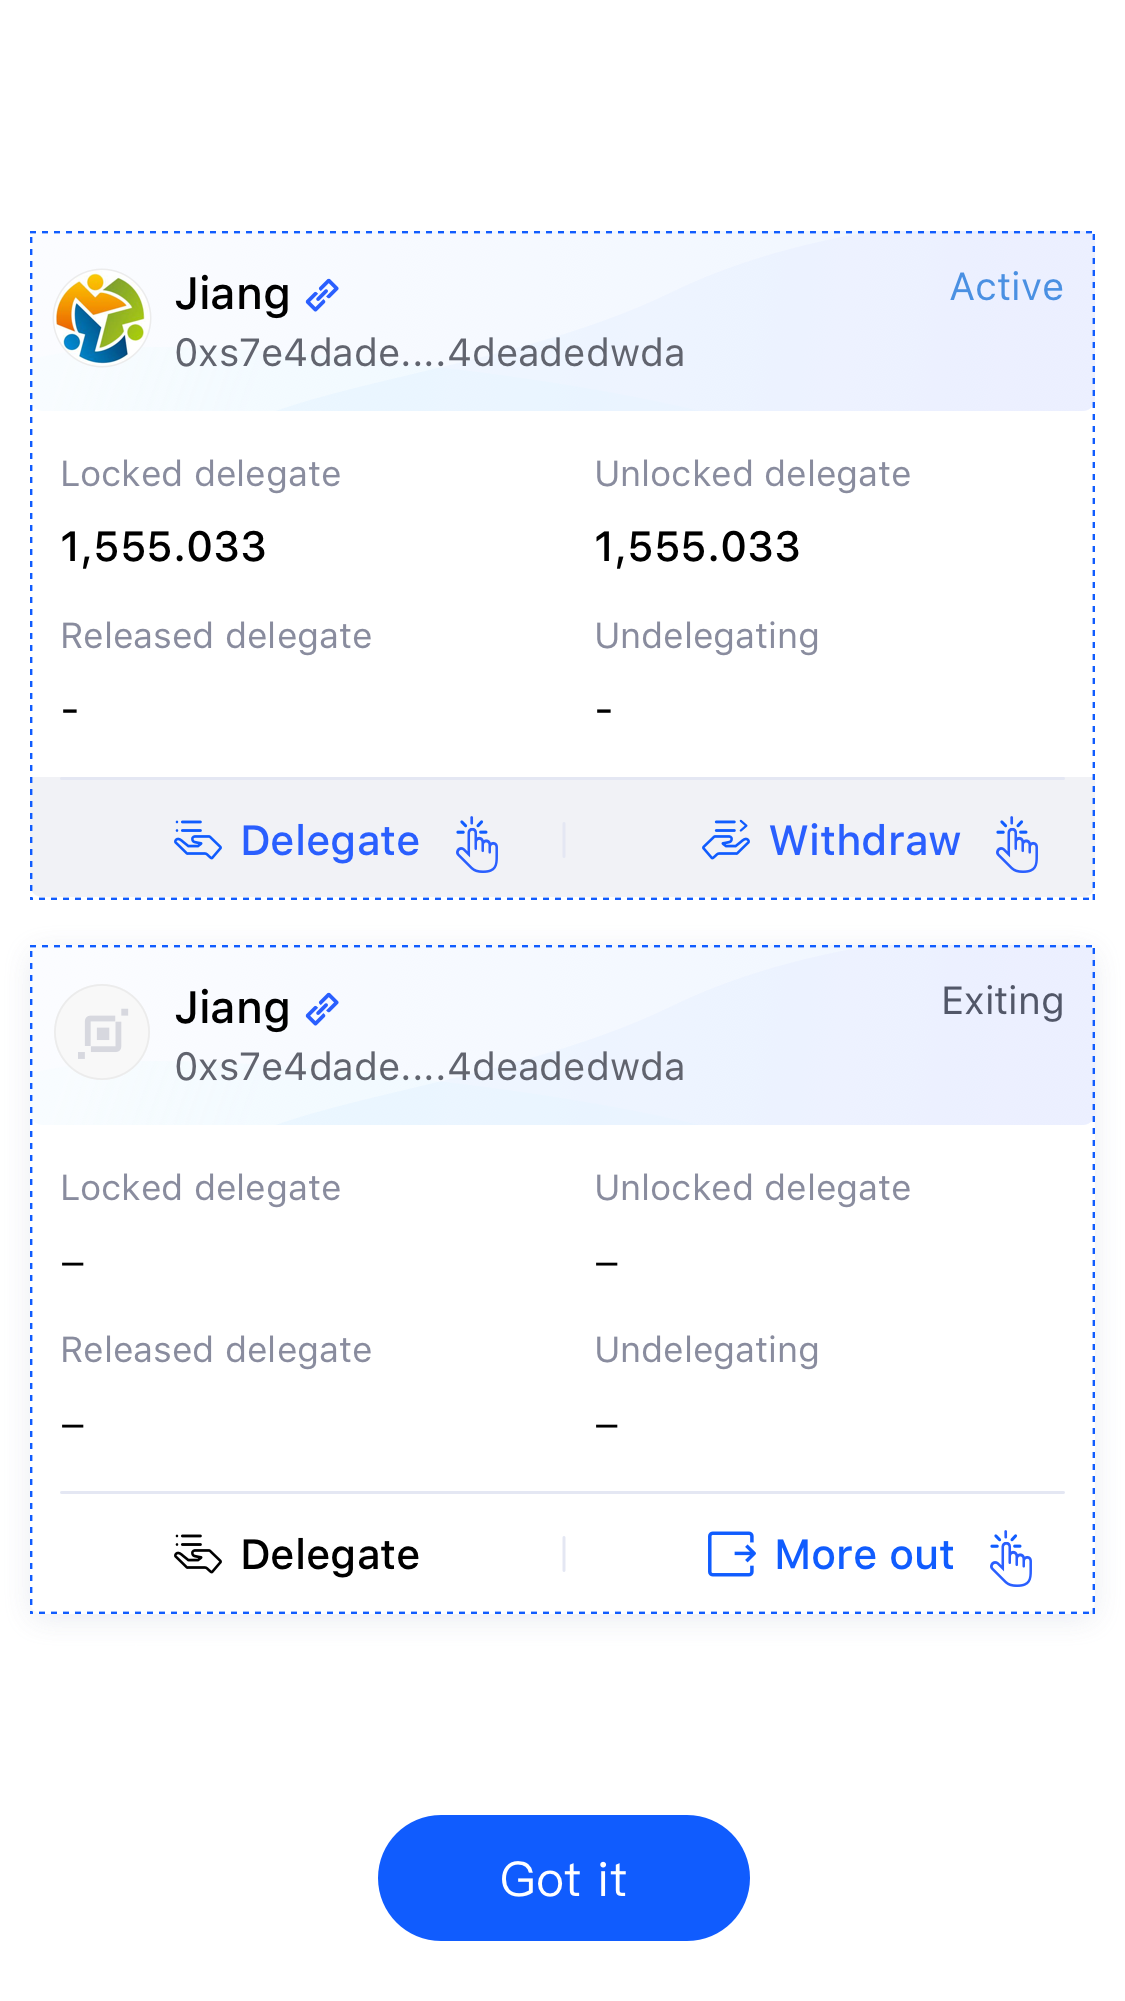 Jiang
Active
0xs7e4dade....4deadedwda
Locked delegate
Unlocked delegate
1,555.033
1,555.033
Released delegate
Undelegating
-
-
Delegate
Withdraw
Jiang
Exiting
0xs7e4dade....4deadedwda
Locked delegate
Unlocked delegate
–
–
Released delegate
Undelegating
–
–
Delegate
More out
Got it